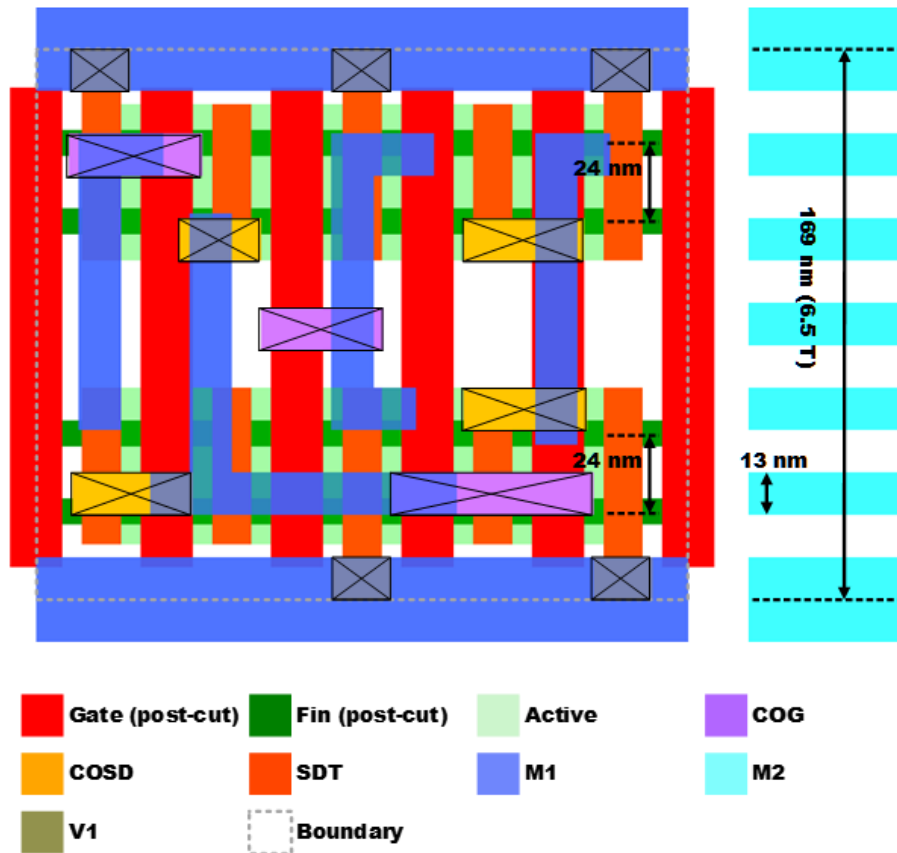 24 nm
169 nm (6.5 T)
24 nm
13 nm
Gate (post-cut)
Fin (post-cut)
Active
COG
COSD
SDT
M1
M2
V1
Boundary